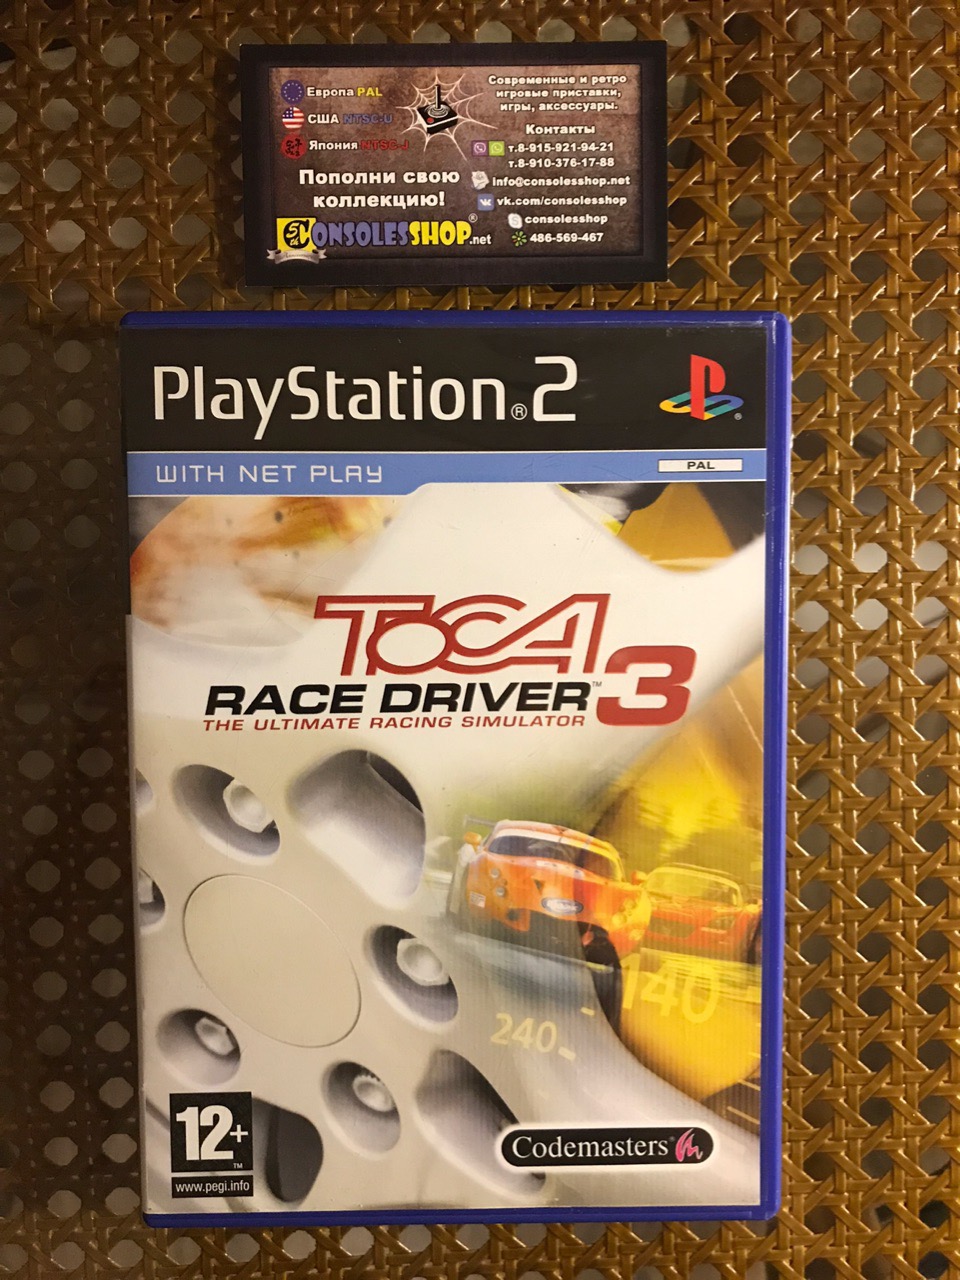 Европа PAL
США NTSC-U
Япония NTSC-J
Пополни свою
коллекцию!
CONSOLESSHOP®.net
Современные и ретро
игровые приставки,
игры, аксессуары.
Контакты
т.8-915-921-94-21
т.8-910-376-17-88
info@consolesshop.net
vk.com/consolesshop
consolesshop
486-569-467
PlayStation®2
WITH NET PLAY
PAL
TOCA
RACE DRIVER™ 3
THE ULTIMATE RACING SIMULATOR
140
240
12+™
www.pegi.info
Codemasters®